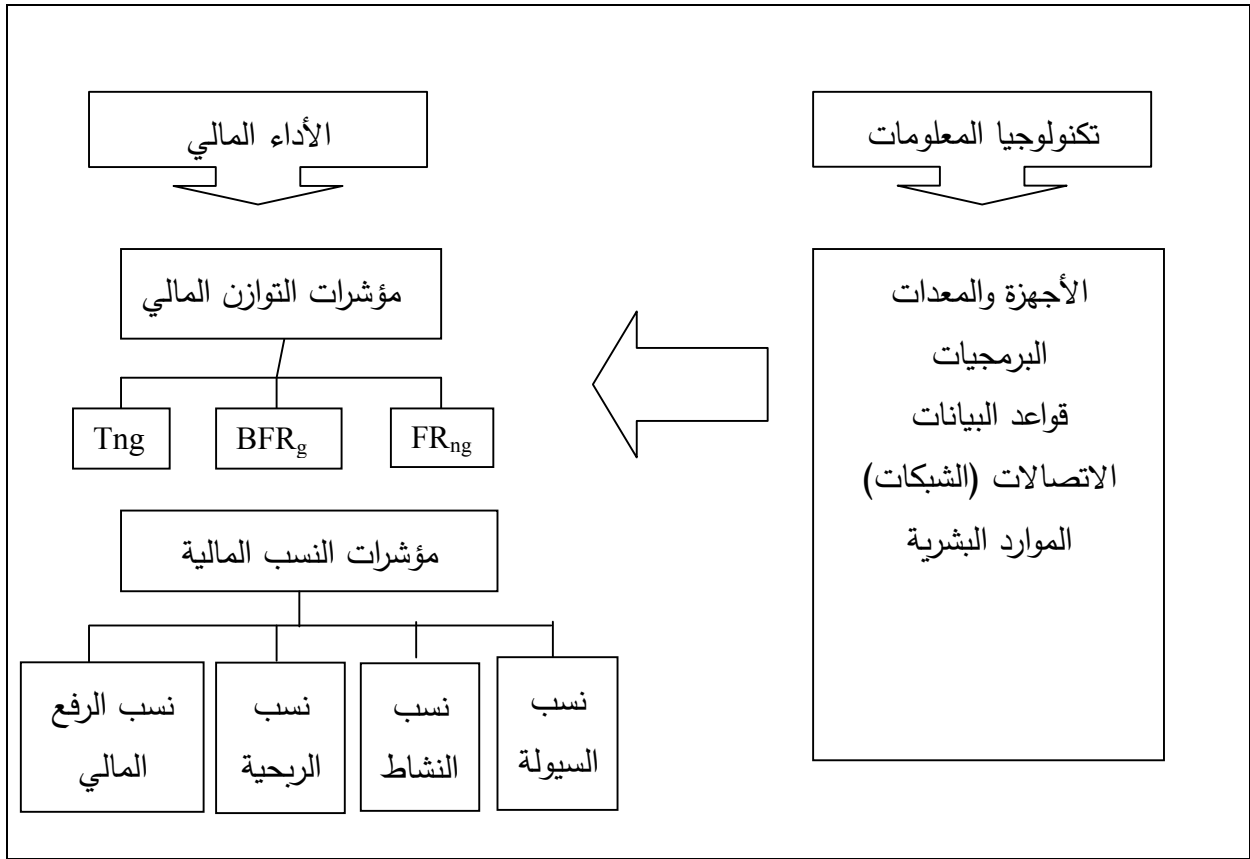 تكنولوجيا المعلومات
الأجهزة والمعدات
البرمجيات
قواعد البيانات
الاتصالات (الشبكات)
الموارد البشرية
الأداء المالي
مؤشرات التوازن المالي
FRng
BFRg
Tng
مؤشرات النسب المالية
نسب
السيولة
نسب
النشاط
نسب
الربحية
نسب الرفع
المالي